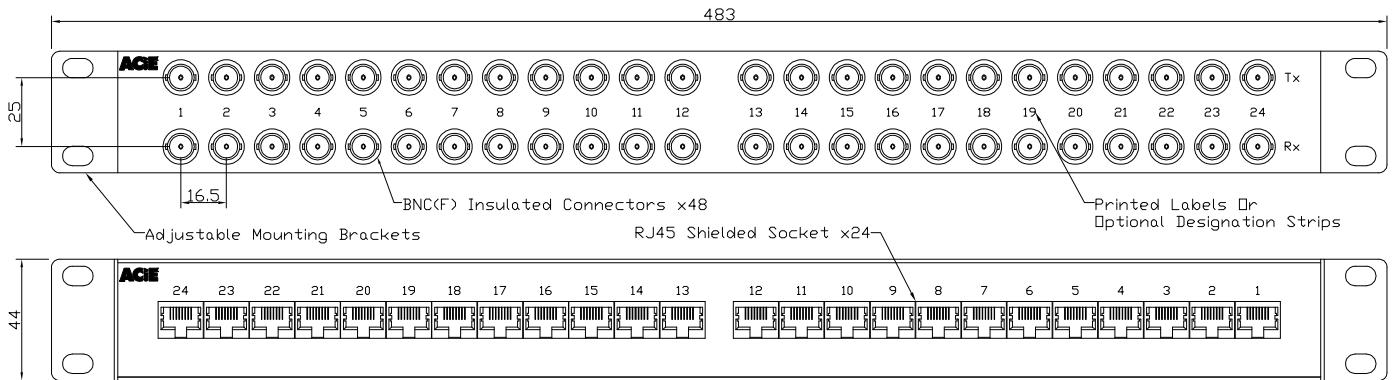 483
ACiE
Tx
25
1 2 3 4 5 6 7 8 9 10 11 12 13 14 15 16 17 18 19 20 21 22 23 24
Rx
16.5
BNC(F) Insulated Connectors x48
Printed Labels Or
Optional Designation Strips
Adjustable Mounting Brackets
RJ45 Shielded Socket x24
ACiE
24 23 22 21 20 19 18 17 16 15 14 13 12 11 10 9 8 7 6 5 4 3 2 1
44